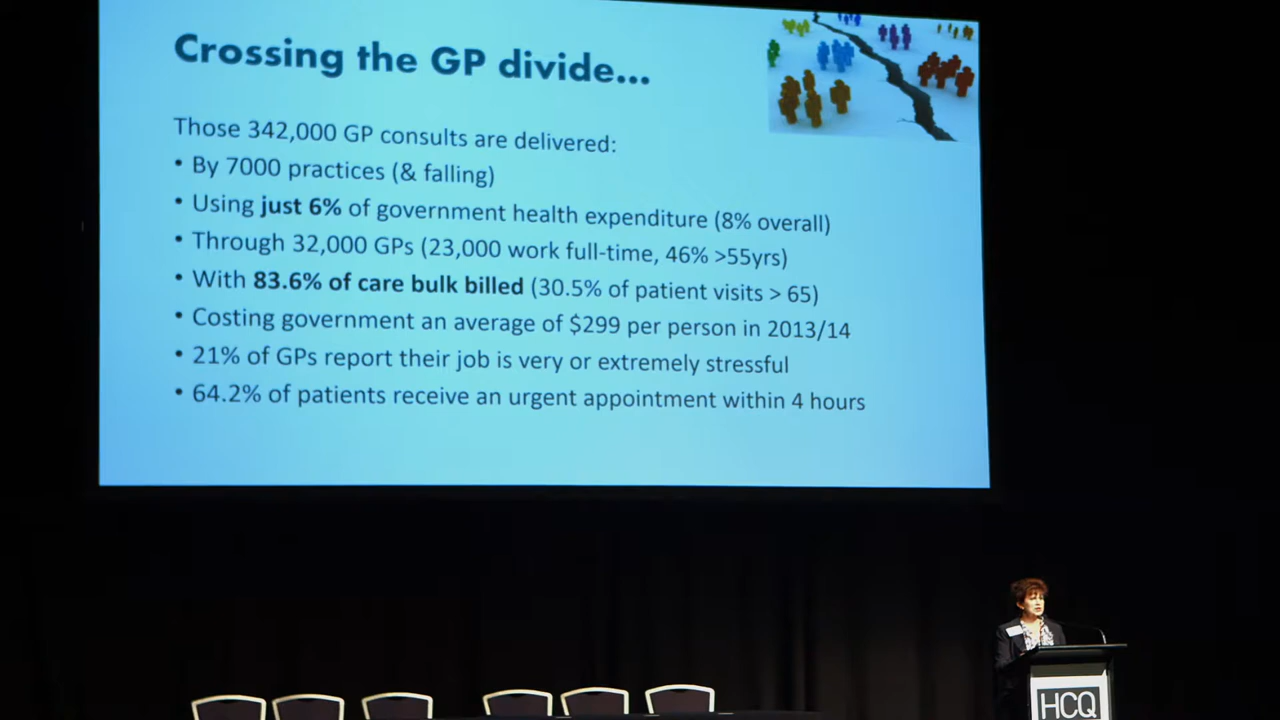 Crossing the GP divide...
Those 342,000 GP consults are delivered:
• By 7000 practices (& falling)
• Using just 6% of government health expenditure (8% overall)
• Through 32,000 GPs (23,000 work full-time, 46% >55yrs)
• With 83.6% of care bulk billed (30.5% of patient visits > 65)
• Costing government an average of $299 per person in 2013/14
• 21% of GPs report their job is very or extremely stressful
• 64.2% of patients receive an urgent appointment within 4 hours
HCQ